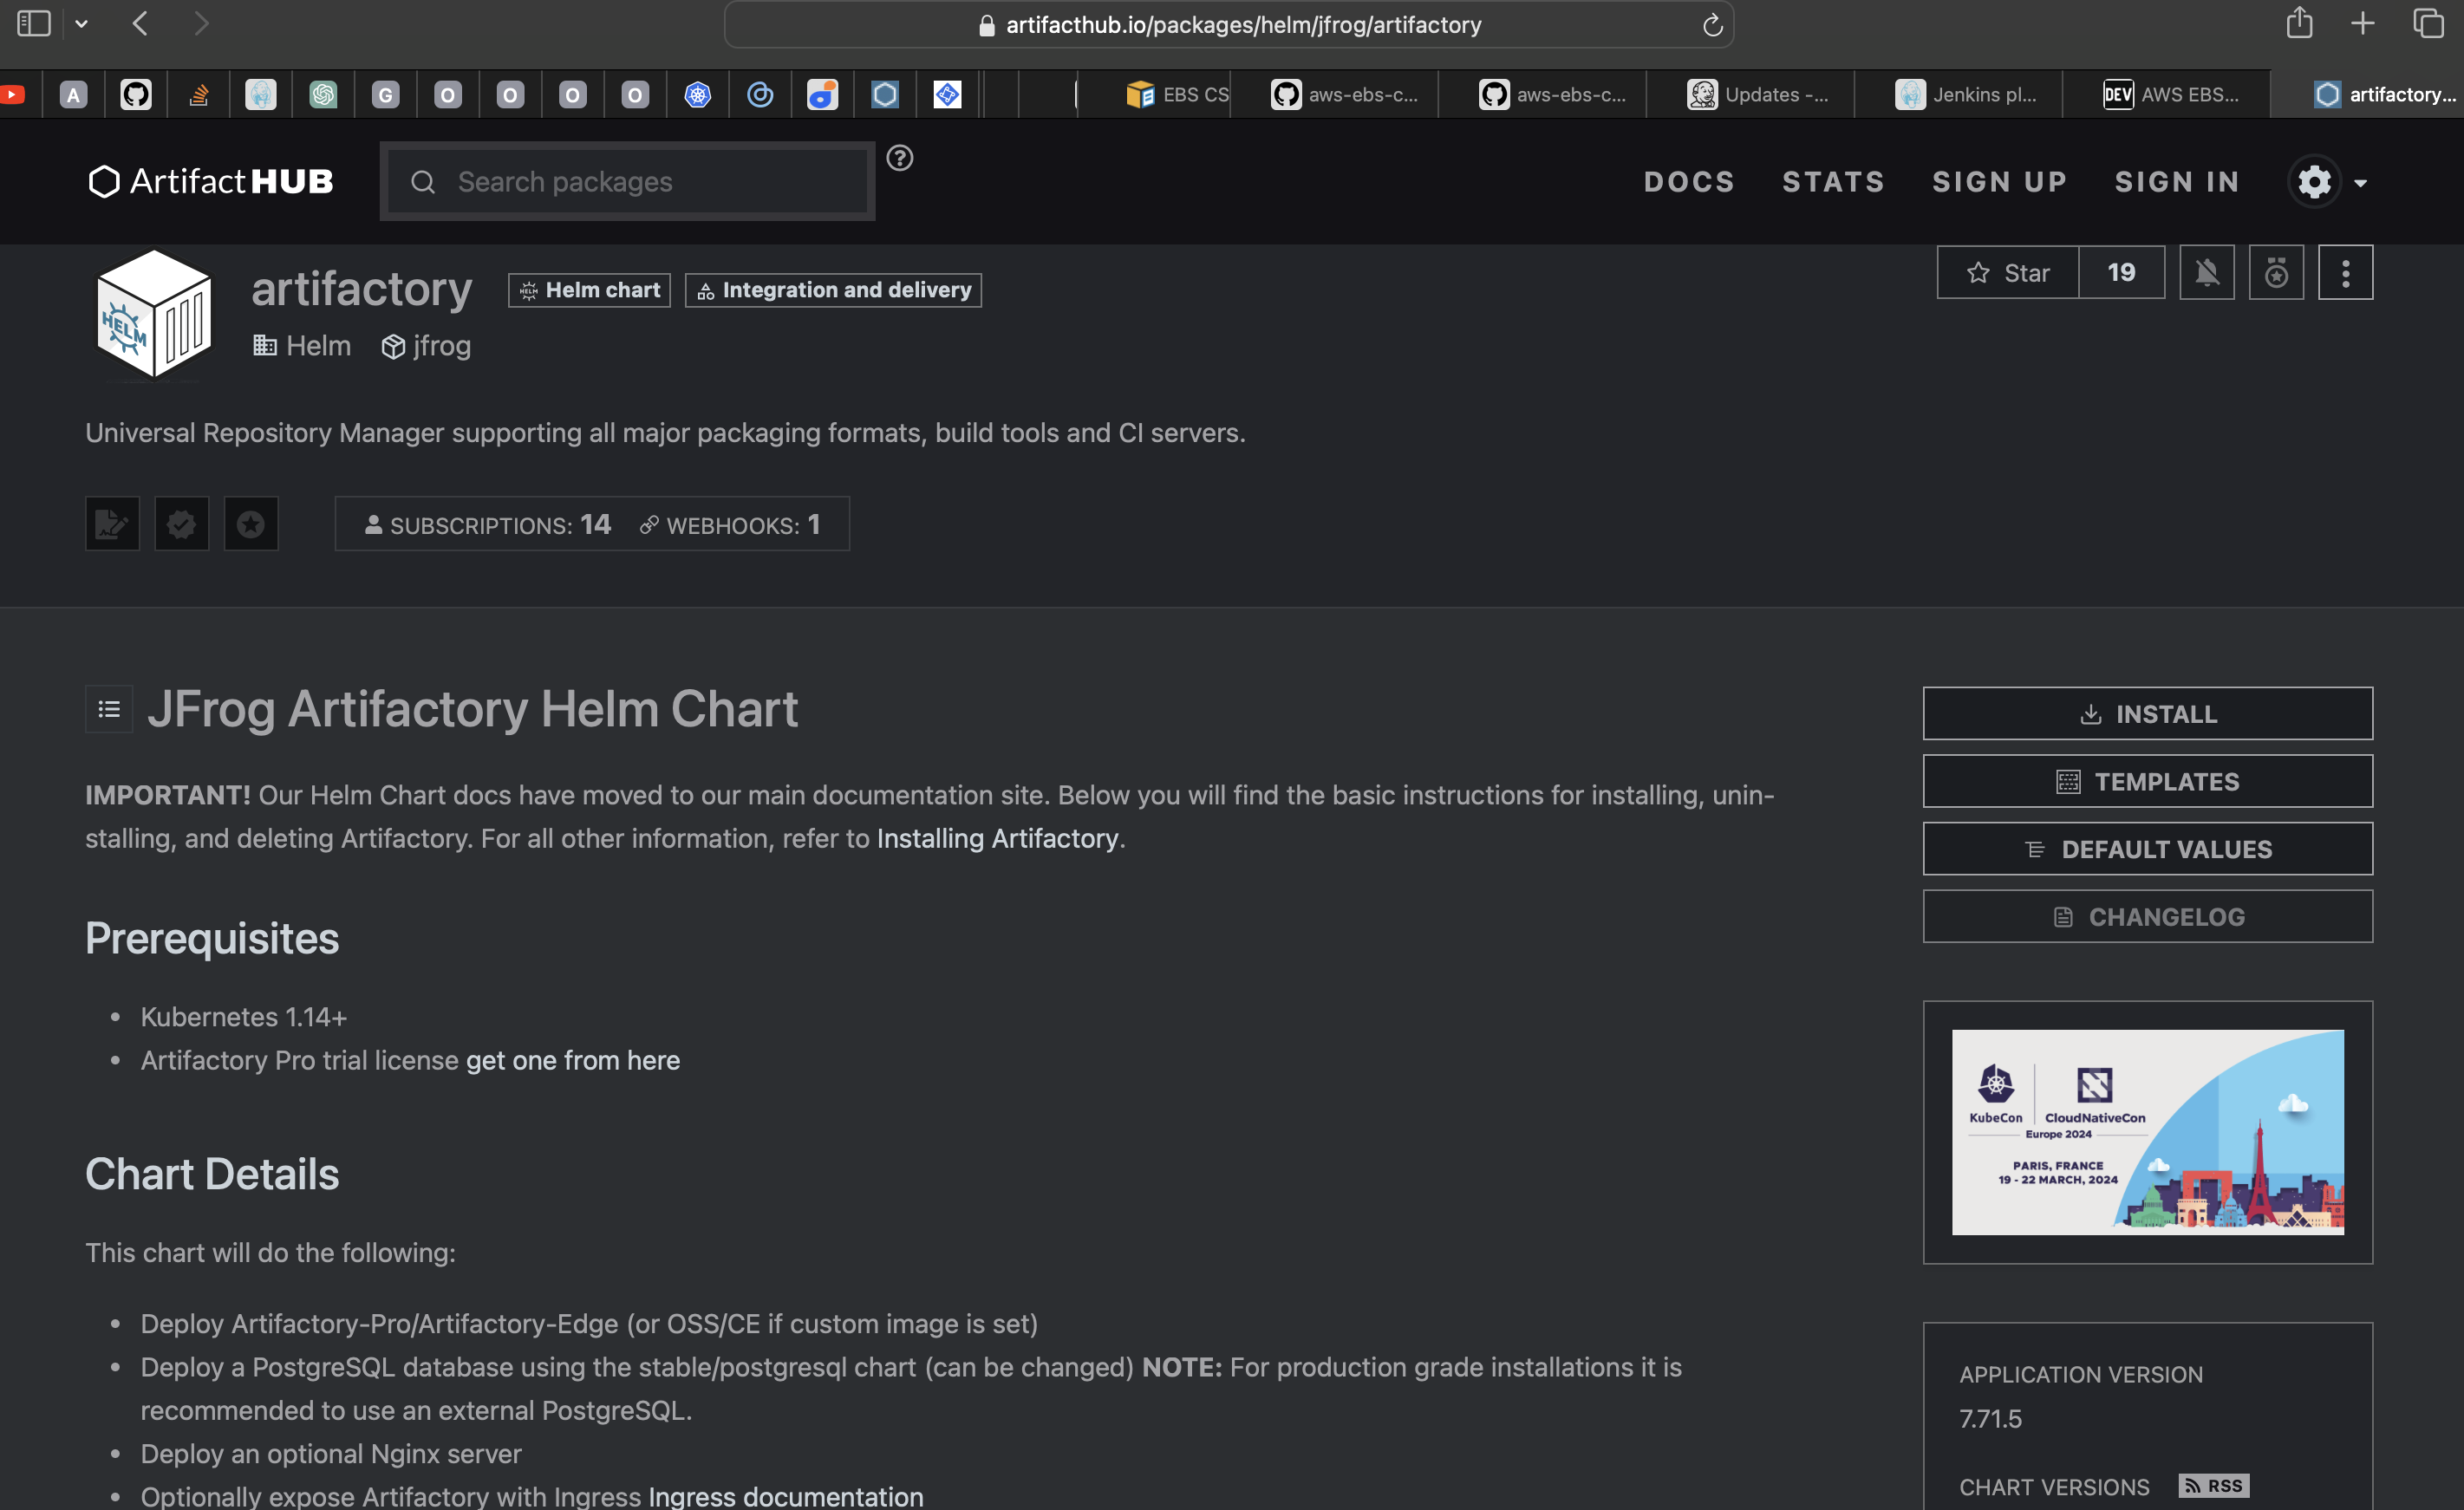 artifacthub.io/packages/helm/jfrog/artifactory
A
G
O
O
O
O
EBS CS
aws-ebs-c...
aws-ebs-c...
Updates -...
Jenkins pl...
DEV AWS EBS...
artifactory...
ArtifactHUB
Search packages
DOCS
STATS
SIGN UP
SIGN IN
HELM
artifactory
HELM Helm chart
Integration and delivery
Star 19
Helm jfrog
Universal Repository Manager supporting all major packaging formats, build tools and CI servers.
SUBSCRIPTIONS: 14 WEBHOOKS: 1
JFrog Artifactory Helm Chart
IMPORTANT! Our Helm Chart docs have moved to our main documentation site. Below you will find the basic instructions for installing, unin-
stalling, and deleting Artifactory. For all other information, refer to Installing Artifactory.
Prerequisites
• Kubernetes 1.14+
• Artifactory Pro trial license get one from here
Chart Details
This chart will do the following:
• Deploy Artifactory-Pro/Artifactory-Edge (or OSS/CE if custom image is set)
• Deploy a PostgreSQL database using the stable/postgresql chart (can be changed) NOTE: For production grade installations it is
recommended to use an external PostgreSQL.
• Deploy an optional Nginx server
• Optionally expose Artifactory with Ingress Ingress documentation
INSTALL
TEMPLATES
DEFAULT VALUES
CHANGELOG
KubeCon CloudNativeCon
Europe 2024
PARIS, FRANCE
19 - 22 MARCH, 2024
APPLICATION VERSION
7.71.5
CHART VERSIONS RSS